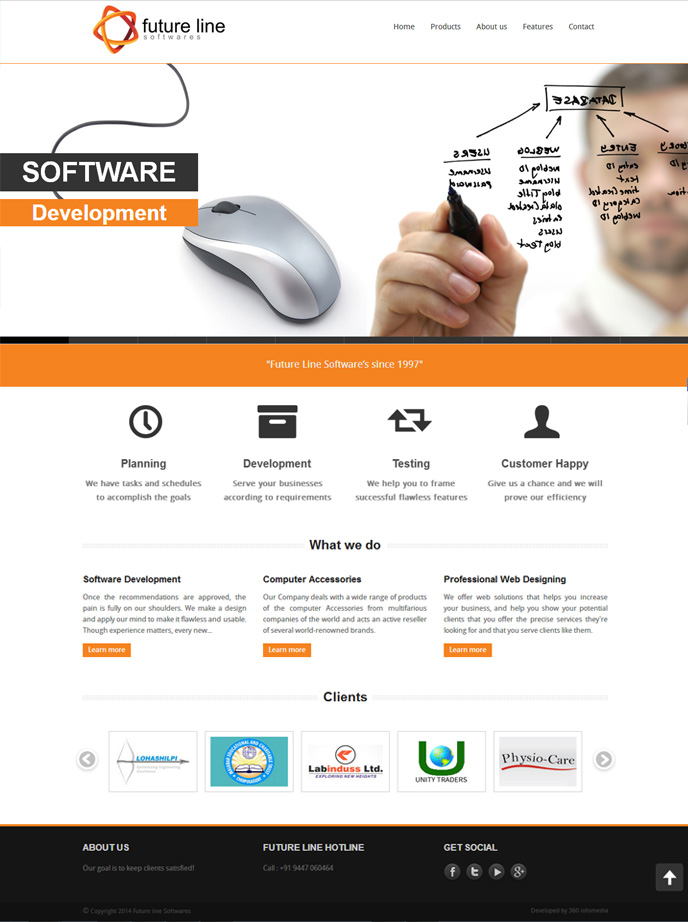 future line
softwares
Home Products About us Features Contact
DATABASE
USERS
Username
Password
WEBLOG
Weblog ID
Username
blog Title
Entries
Users
blog Text
ENTRY
Entry ID
text
time created
Category ID
Weblog ID
SOFTWARE
Development
"Future Line Software's since 1997"
Planning
We have tasks and schedules
to accomplish the goals
Development
Serve your businesses
according to requirements
Testing
We help you to frame
successful flawless features
Customer Happy
Give us a chance and we will
prove our efficiency
What we do
Software Development
Once the recommendations are approved, the
pain is fully on our shoulders. We make a design
and apply our mind to make it flawless and usable.
Though experience matters, every new...
Learn more
Computer Accessories
Our Company deals with a wide range of products
of the computer Accessories from multifarious
companies of the world and acts an active reseller
of several world-renowned brands.
Learn more
Professional Web Designing
We offer web solutions that helps you increase
your business, and help you show your potential
clients that you offer the precise services they're
looking for and that you serve clients like them.
Learn more
Clients
LOHASHILPI
Labinduss Ltd.
EXPLORING NEW HEIGHTS
UNITY TRADERS
Physio-Care
ABOUT US
Our goal is to keep clients satisfied!
FUTURE LINE HOTLINE
Call : +91 9447 060464
GET SOCIAL
© Copyright 2014 Future line Softwares
Developed by 360 infomedia